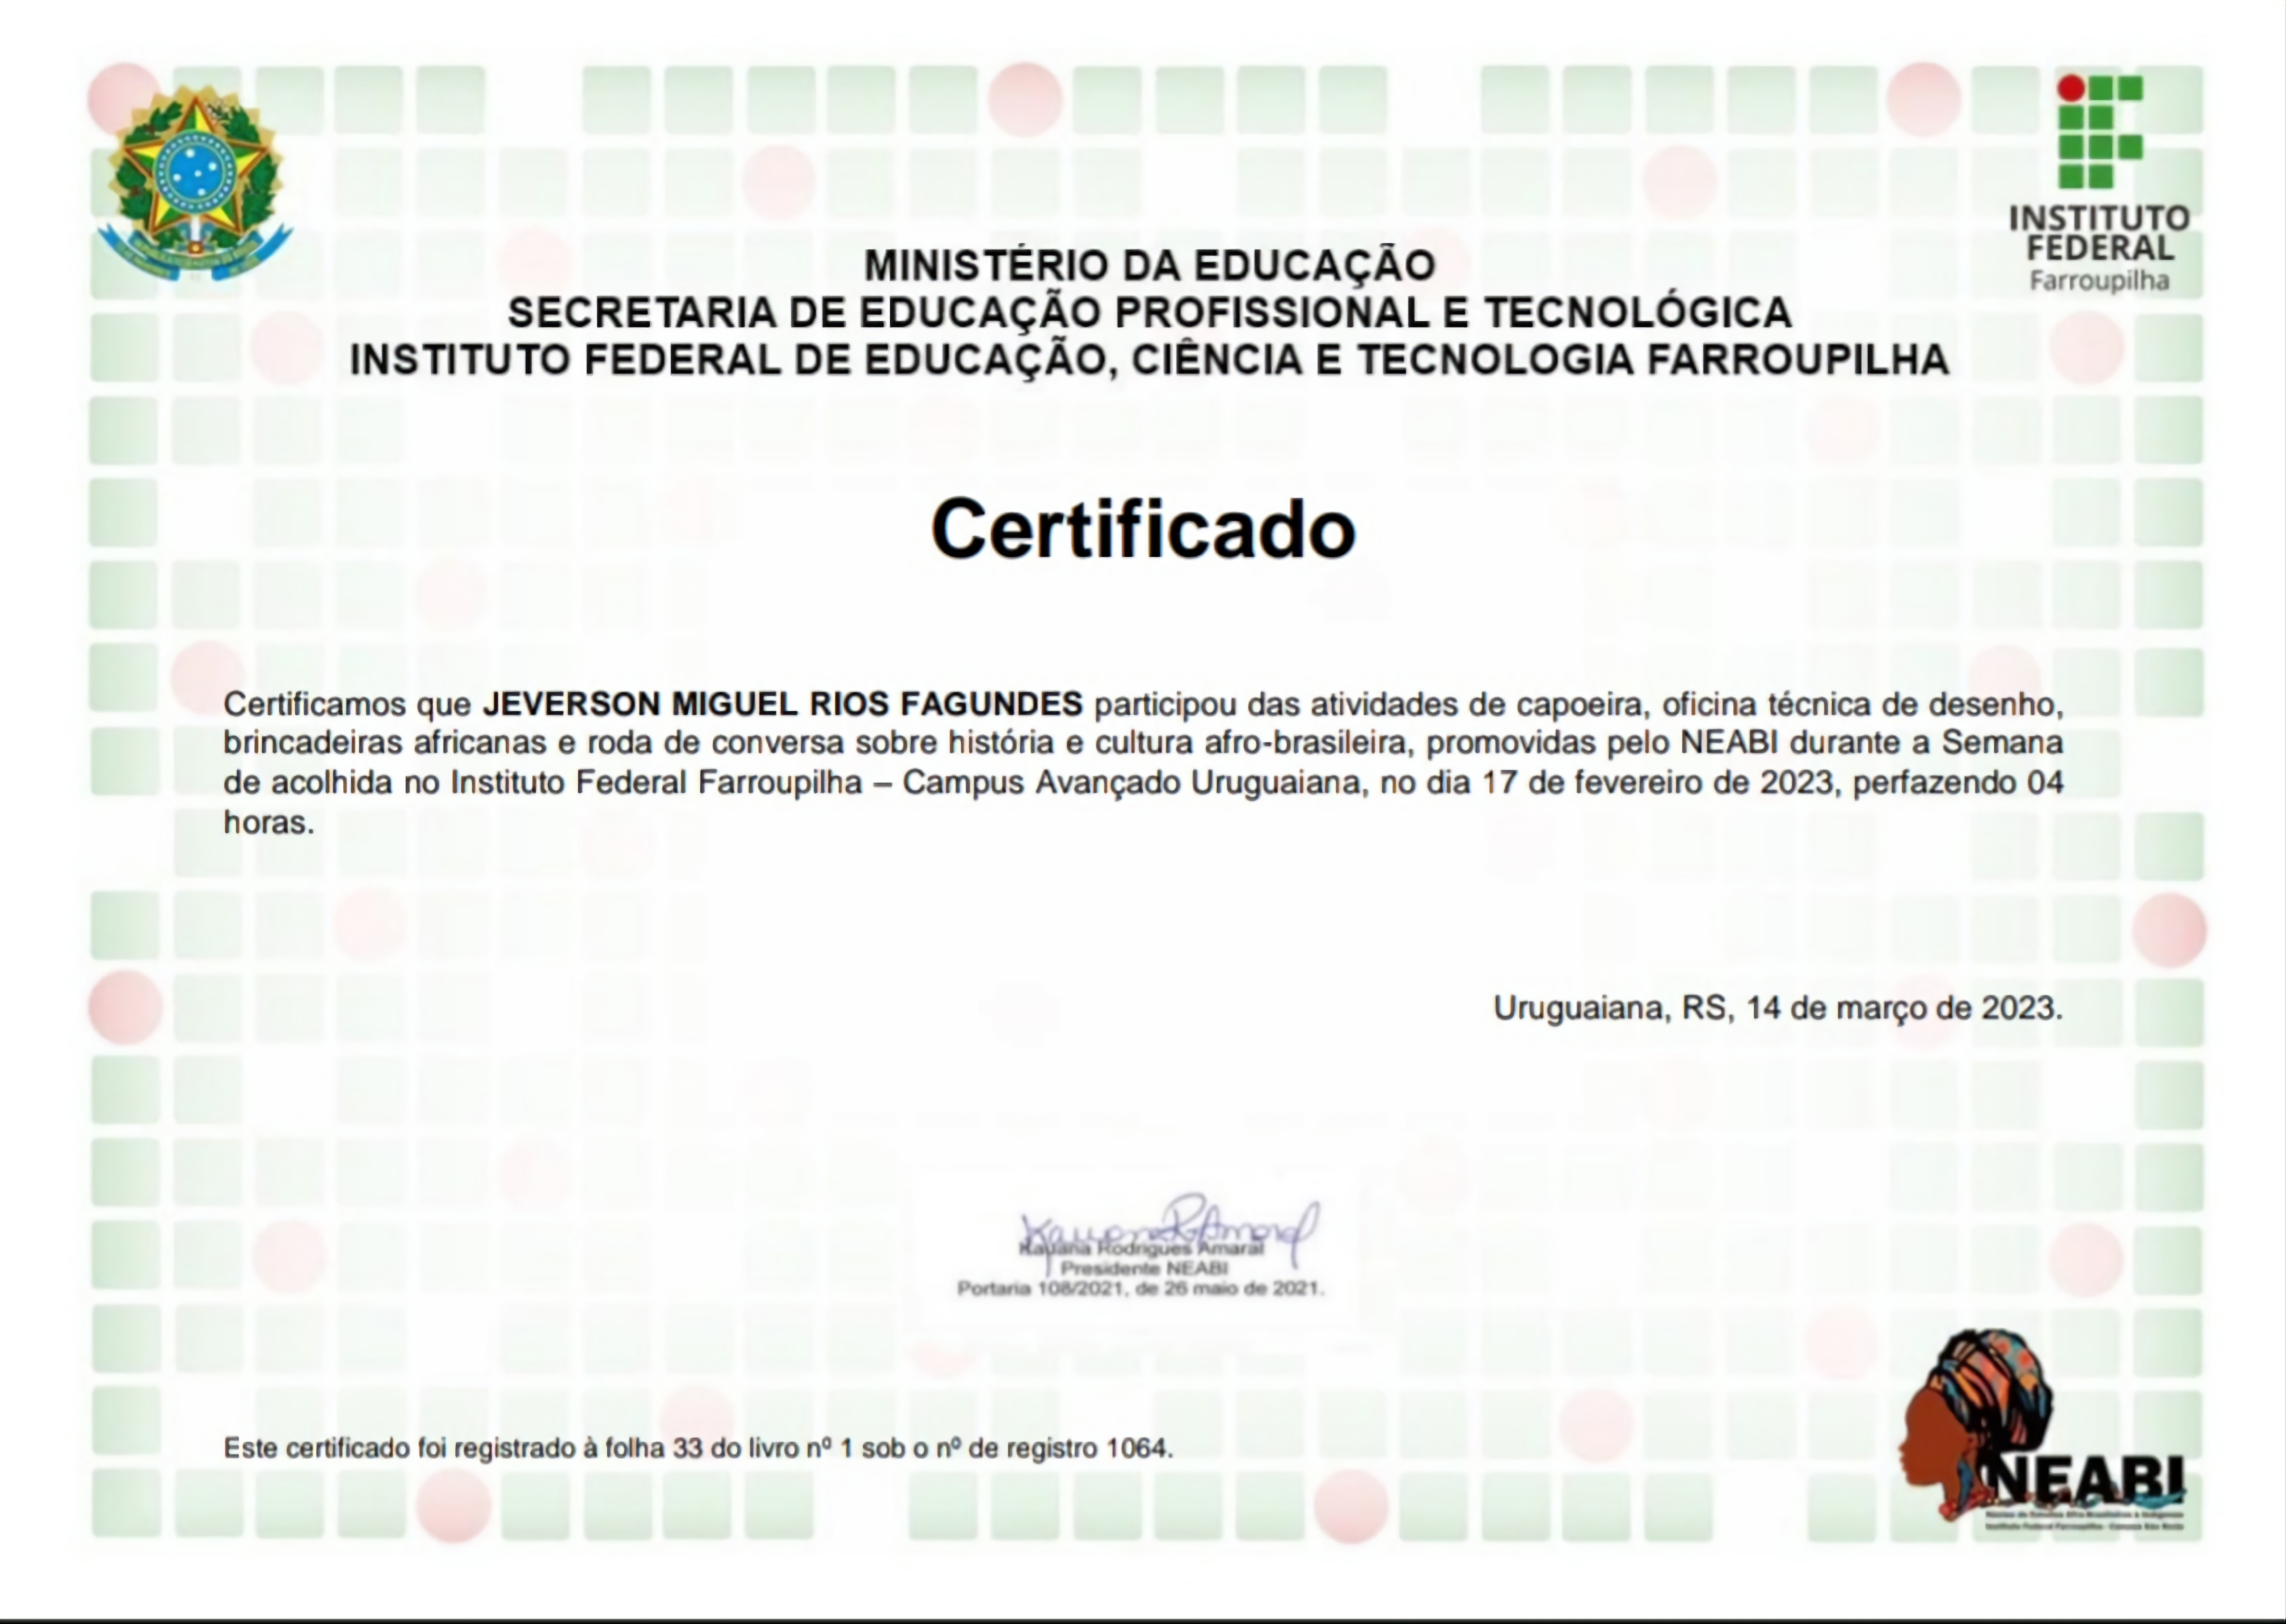 INSTITUTO
FEDERAL
Farroupilha
MINISTÉRIO DA EDUCAÇÃO
SECRETARIA DE EDUCAÇÃO PROFISSIONAL E TECNOLÓGICA
INSTITUTO FEDERAL DE EDUCAÇÃO, CIÊNCIA E TECNOLOGIA FARROUPILHA
Certificado
Certificamos que JEVERSON MIGUEL RIOS FAGUNDES participou das atividades de capoeira, oficina técnica de desenho,
brincadeiras africanas e roda de conversa sobre história e cultura afro-brasileira, promovidas pelo NEABI durante a Semana
de acolhida no Instituto Federal Farroupilha – Campus Avançado Uruguaiana, no dia 17 de fevereiro de 2023, perfazendo 04
horas.
Uruguaiana, RS, 14 de março de 2023.
Kauana Rodrigues Amaral
Presidente NEABI
Portaria 108/2021, de 26 maio de 2021.
Este certificado foi registrado à folha 33 do livro nº 1 sob o nº de registro 1064.
NEABI